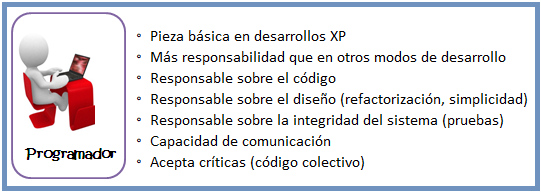 Pieza básica en desarrollos XP
Más responsabilidad que en otros modos de desarrollo
Responsable sobre el código
Responsable sobre el diseño (refactorización, simplicidad)
Responsable sobre la integridad del sistema (pruebas)
Capacidad de comunicación
Acepta críticas (código colectivo)
Programador